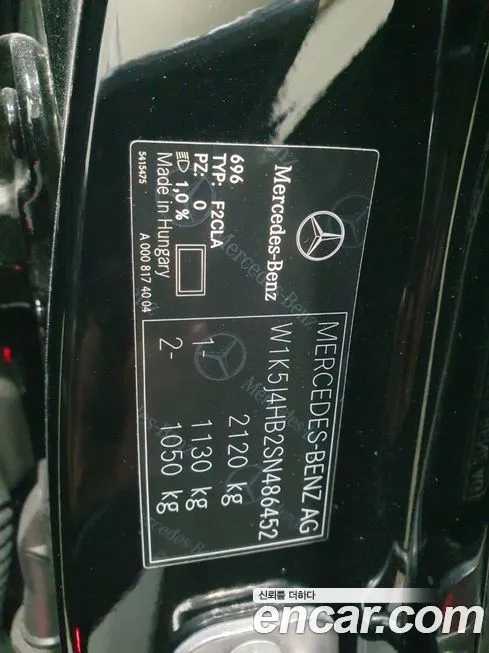 Mercedes-Benz
696
TYP: F2CLA
PZ: 0
1,0 %
Made in Hungary
A 000 817 40 04
5415475
MERCEDES-BENZ AG
W1K5J4HB2SN486452
2120 kg
1- 1130 kg
2- 1050 kg
신뢰를 더하다
encar.com